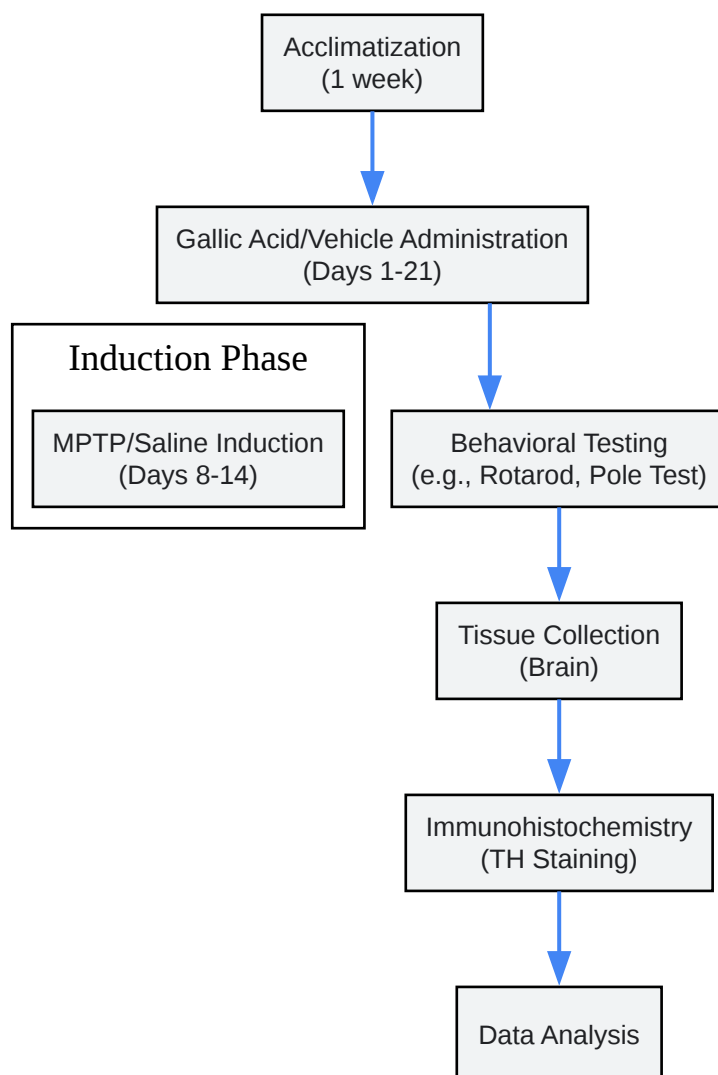 Acclimatization
(1 week)
Gallic Acid/Vehicle Administration
(Days 1-21)
Induction Phase
MPTP/Saline Induction
(Days 8-14)
Behavioral Testing
(e.g., Rotarod, Pole Test)
Tissue Collection
(Brain)
Immunohistochemistry
(TH Staining)
Data Analysis